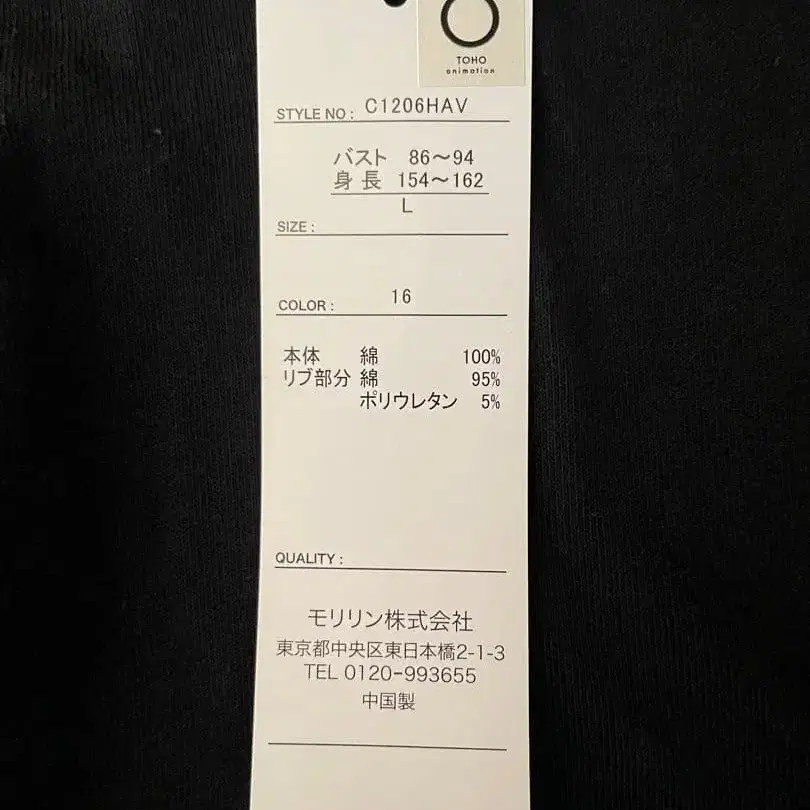 TOHO
animation
STYLE NO : C1206HAV
バスト 86～94
身長 154～162
L
SIZE :
COLOR : 16
本体 綿 100%
リブ部分 綿 95%
ポリウレタン 5%
QUALITY :
モリリン株式会社
東京都中央区東日本橋2-1-3
TEL 0120-993655
中国製